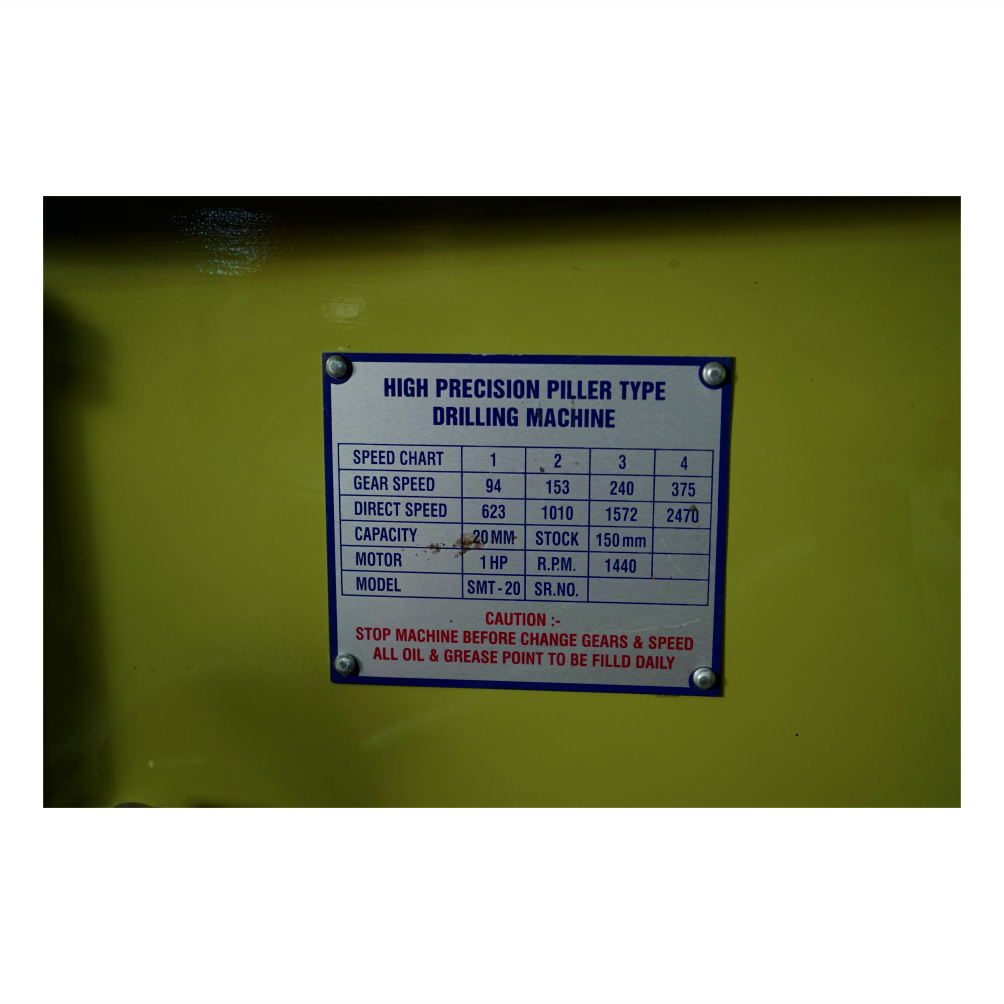 HIGH PRECISION PILLER TYPE
DRILLING MACHINE
SPEED CHART 1 2 3 4
GEAR SPEED 94 153 240 375
DIRECT SPEED 623 1010 1572 2470
CAPACITY 20 MM STOCK 150 mm
MOTOR 1 HP R.P.M. 1440
MODEL SMT - 20 SR.NO.
CAUTION :-
STOP MACHINE BEFORE CHANGE GEARS & SPEED
ALL OIL & GREASE POINT TO BE FILLD DAILY